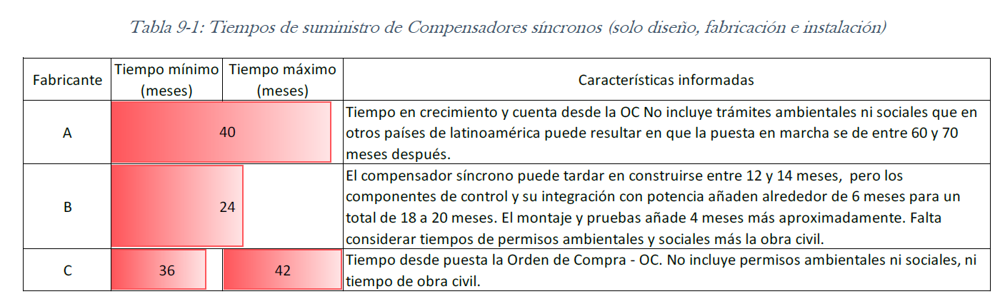 Tabla 9-1: Tiempos de suministro de Compensadores síncronos (solo diseño, fabricación e instalación)
Fabricante
Tiempo mínimo
(meses)
Tiempo máximo
(meses)
Características informadas
A
40
Tiempo en crecimiento y cuenta desde la OC No incluye trámites ambientales ni sociales que en
otros países de latinoamérica puede resultar en que la puesta en marcha se de entre 60 y 70
meses después.
B
24
El compensador síncrono puede tardar en construirse entre 12 y 14 meses, pero los
componentes de control y su integración con potencia añaden alrededor de 6 meses para un
total de 18 a 20 meses. El montaje y pruebas añade 4 meses más aproximadamente. Falta
considerar tiempos de permisos ambientales y sociales más la obra civil.
C
36
42
Tiempo desde puesta la Orden de Compra - OC. No incluye permisos ambientales ni sociales, ni
tiempo de obra civil.